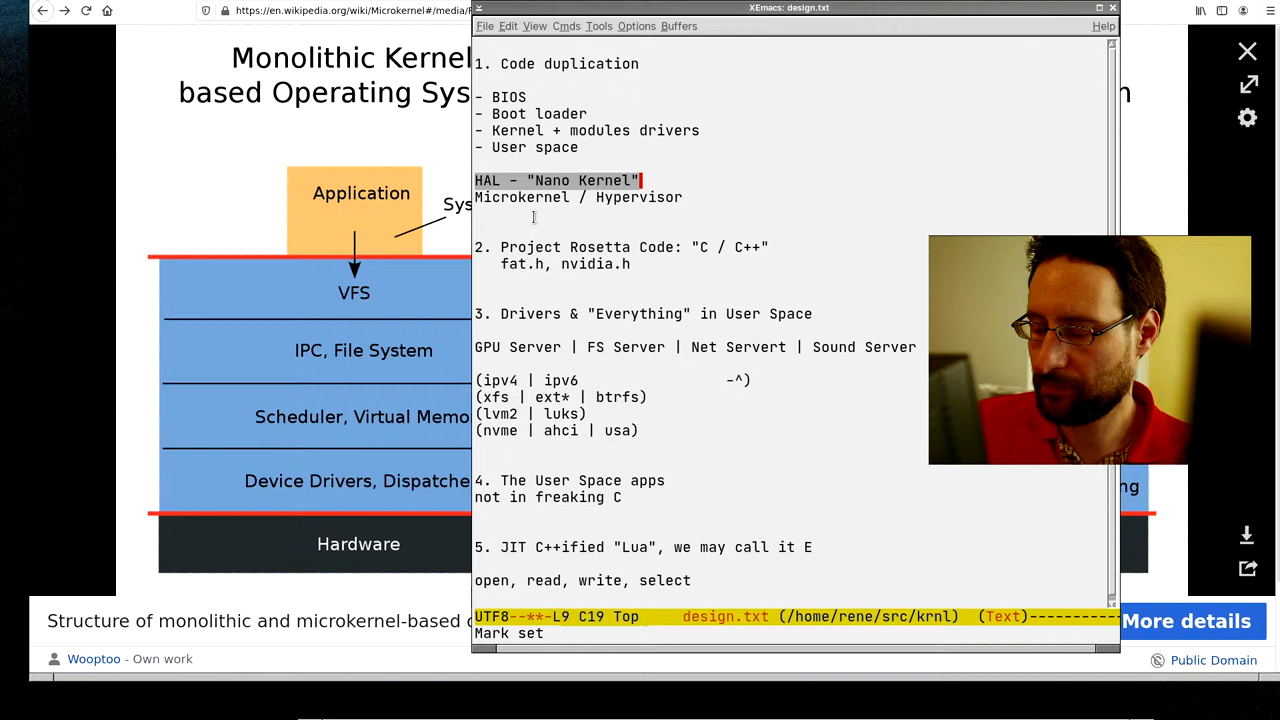 https://en.wikipedia.org/wiki/Microkernel#/media/F
Monolithic Kernel
based Operating Sys
Application
Sys
VFS
IPC, File System
Scheduler, Virtual Memo
Device Drivers, Dispatche
Hardware
ng
Structure of monolithic and microkernel-based o
More details
Wooptoo - Own work
Public Domain
XEmacs: design.txt
File Edit View Cmds Tools Options Buffers Help
1. Code duplication
- BIOS
- Boot loader
- Kernel + modules drivers
- User space
HAL - "Nano Kernel"
Microkernel / Hypervisor
2. Project Rosetta Code: "C / C++"
fat.h, nvidia.h
3. Drivers & "Everything" in User Space
GPU Server | FS Server | Net Servert | Sound Server
(ipv4 | ipv6 -^)
(xfs | ext* | btrfs)
(lvm2 | luks)
(nvme | ahci | usa)
4. The User Space apps
not in freaking C
5. JIT C++ified "Lua", we may call it E
open, read, write, select
UTF8--**-L9 C19 Top design.txt (/home/rene/src/krnl) (Text)-----------
Mark set